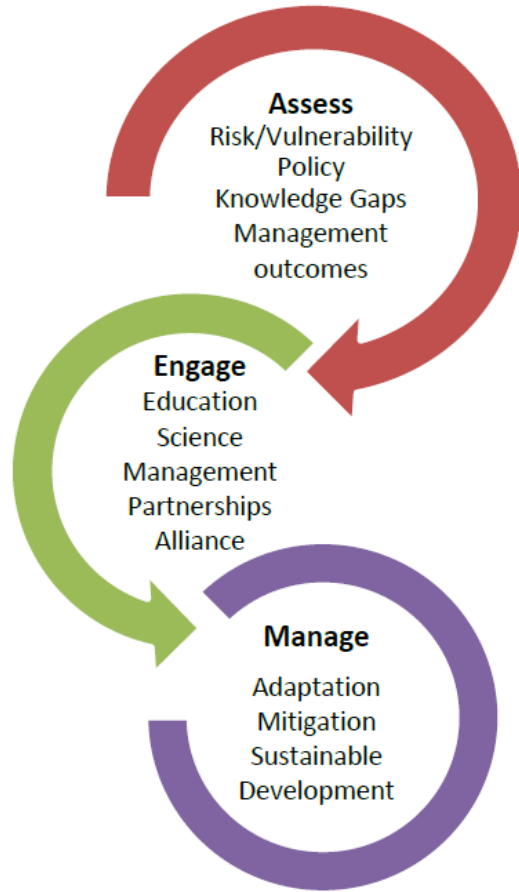 Assess
Risk/Vulnerability
Policy
Knowledge Gaps
Management
outcomes
Engage
Education
Science
Management
Partnerships
Alliance
Manage
Adaptation
Mitigation
Sustainable
Development